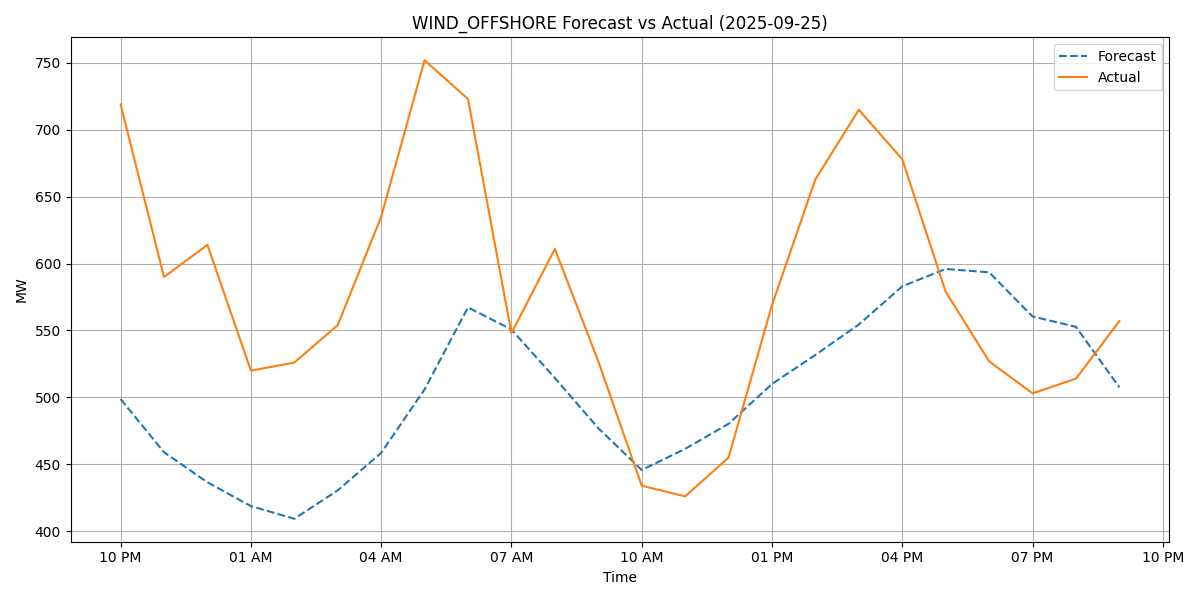 WIND_OFFSHORE Forecast vs Actual (2025-09-25)
Forecast
Actual
MW
750
700
650
600
550
500
450
400
10 PM 01 AM 04 AM 07 AM 10 AM 01 PM 04 PM 07 PM 10 PM
Time